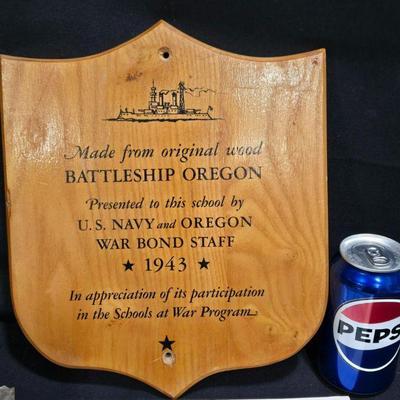 Made from original wood
BATTLESHIP OREGON
Presented to this school by
U.S. NAVY and OREGON
WAR BOND STAFF
★ 1943 ★
In appreciation of its participation
in the Schools at War Program
PEPS